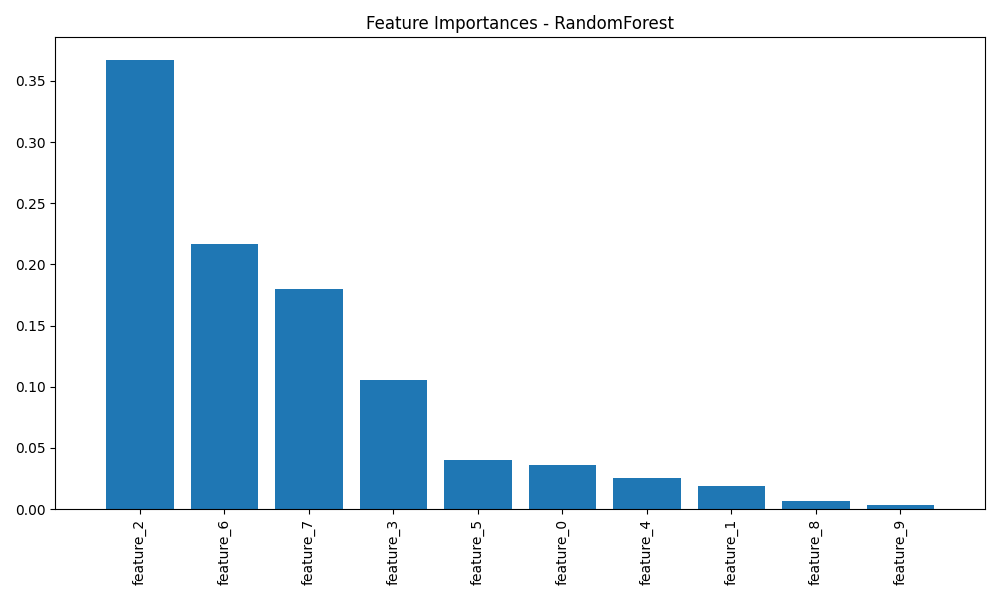 Feature Importances - RandomForest
0.35
0.30
0.25
0.20
0.15
0.10
0.05
0.00
feature_2
feature_6
feature_7
feature_3
feature_5
feature_0
feature_4
feature_1
feature_8
feature_9